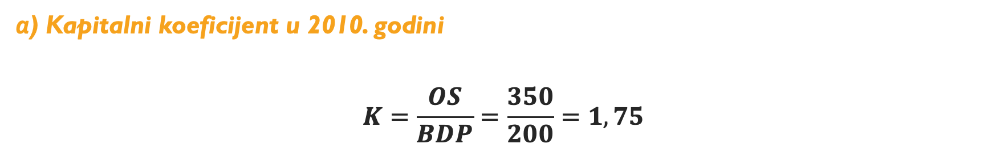 a) Kapitalni koeficijent u 2010. godini
K = OS/BDP = 350/200 = 1,75